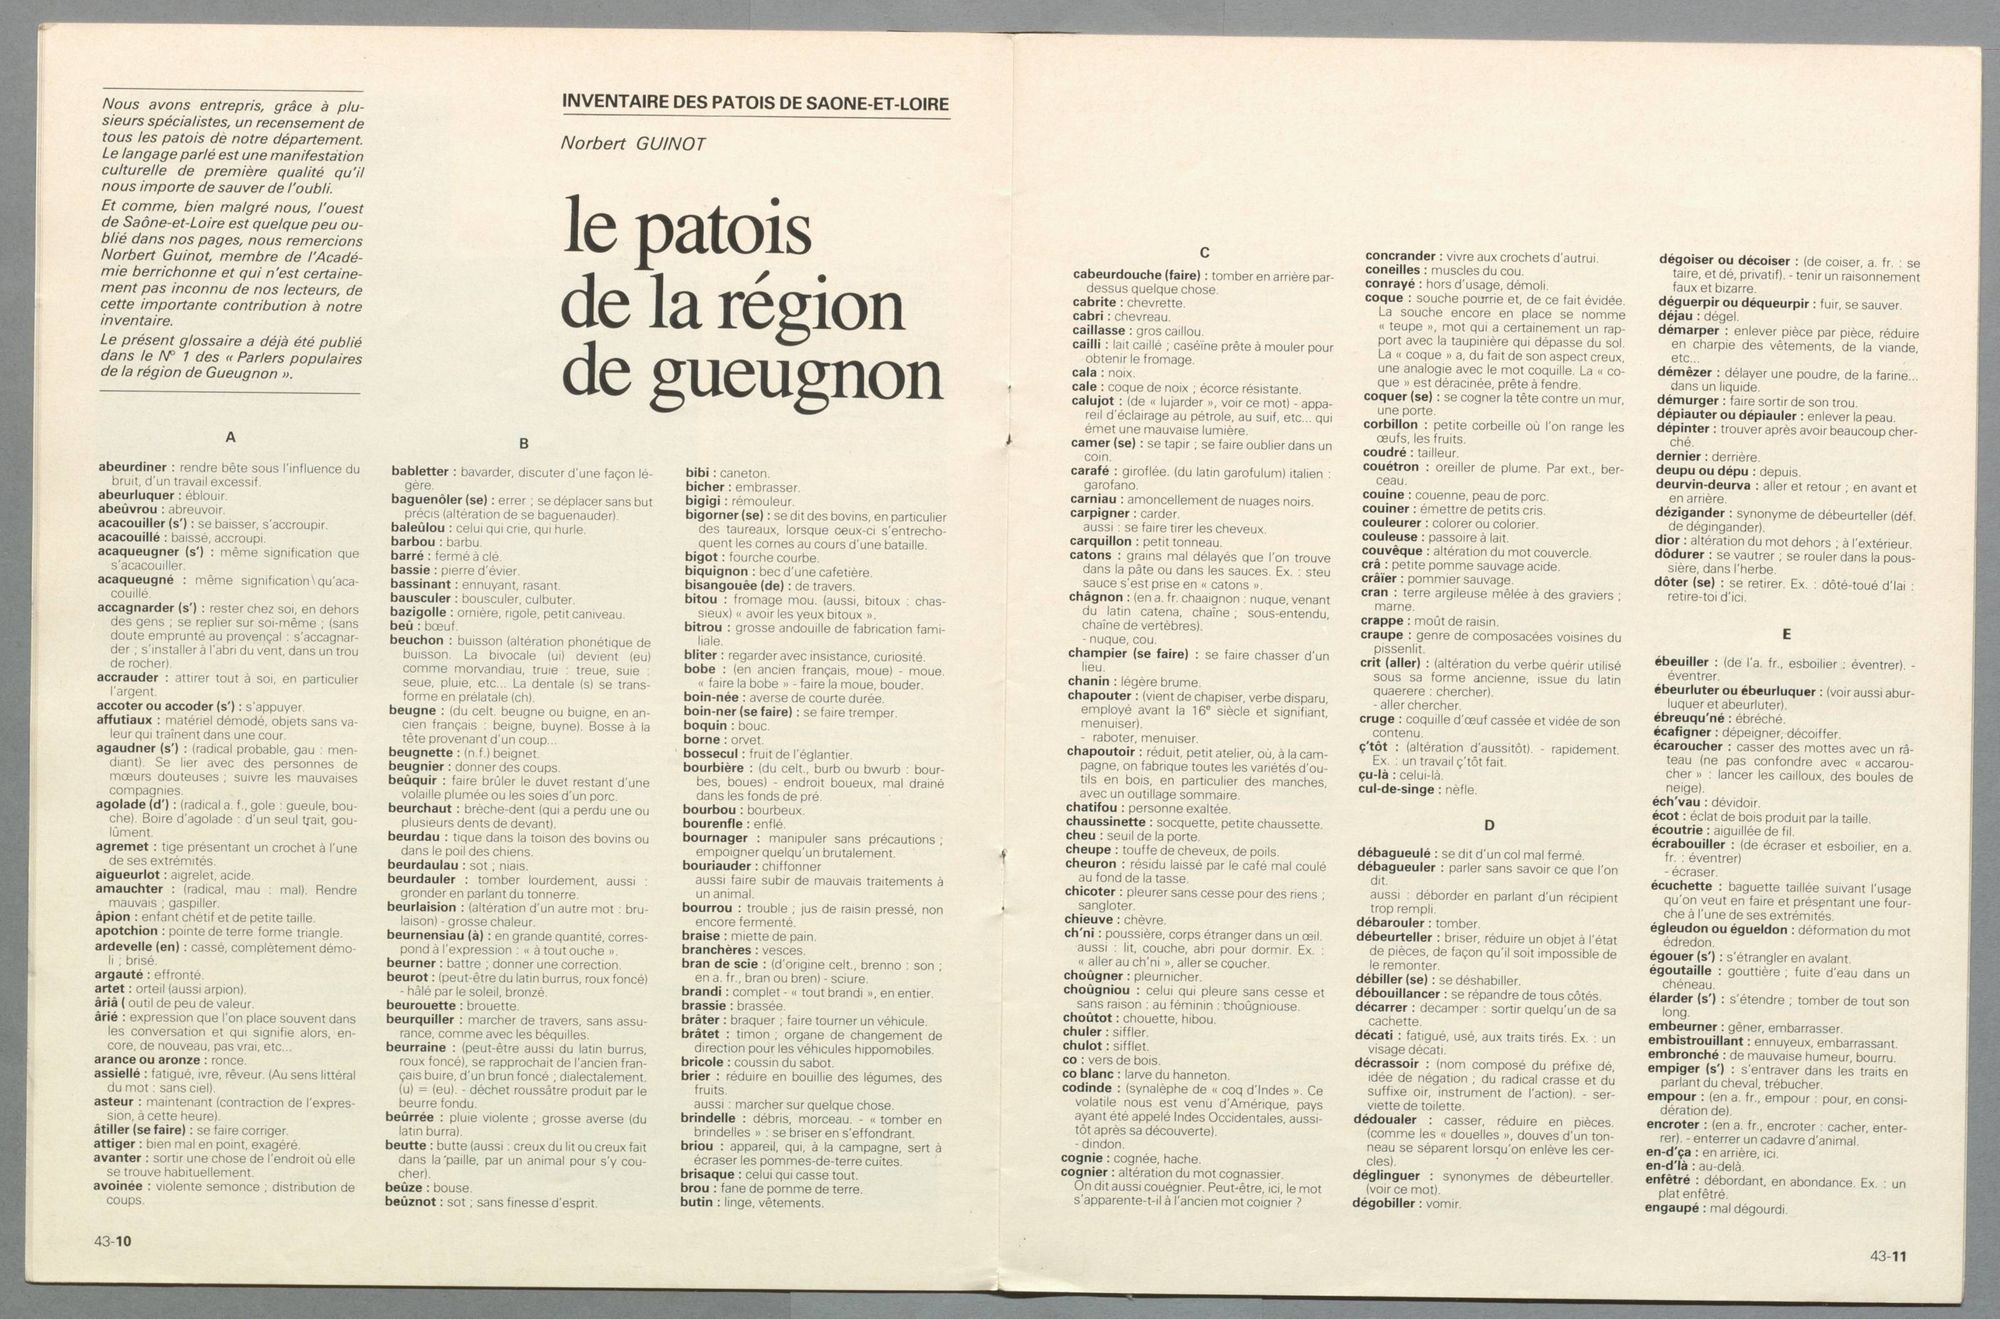 Nous avons entrepris, grâce à plu-
sieurs spécialistes, un recensement de
tous les patois de notre département.
Le langage parlé est une manifestation
culturelle de première qualité qu'il
nous importe de sauver de l'oubli.
Et comme, bien malgré nous, l'ouest
de Saône-et-Loire est quelque peu ou-
blié dans nos pages, nous remercions
Norbert Guinot, membre de l'Acadé-
mie berrichonne et qui n'est certaine-
ment pas inconnu de nos lecteurs, de
cette importante contribution à notre
inventaire.
Le présent glossaire a déjà été publié
dans le N° 1 des « Parlers populaires
de la région de Gueugnon ».
INVENTAIRE DES PATOIS DE SAONE-ET-LOIRE
Norbert GUINOT
le patois
de la région
de gueugnon
A
abeurdiner : rendre bête sous l'influence du
bruit, d'un travail excessif.
abeurluquer : éblouir.
abeûvrou : abreuvoir.
acacouiller (s') : se baisser, s'accroupir.
acacouillé : baissé, accroupi.
acaqueugner (s') : même signification que
s'acacouiller.
acaqueugné : même signification qu'aca-
couillé.
accagnarder (s') : rester chez soi, en dehors
des gens ; se replier sur soi-même ; (sans
doute emprunté au provençal : s'accagnar-
der ; s'installer à l'abri du vent, dans un trou
de rocher).
accrauder : attirer tout à soi, en particulier
l'argent.
accoter ou accoder (s') : s'appuyer.
affutiaux : matériel démodé, objets sans va-
leur qui traînent dans une cour.
agaudner (s') : (radical probable, gau : men-
diant). Se lier avec des personnes de
mœurs douteuses ; suivre les mauvaises
compagnies.
agolade (d') : (radical a. f., gole : gueule, bou-
che). Boire d'agolade : d'un seul trait, gou-
lûment.
agremet : tige présentant un crochet à l'une
de ses extrémités.
aigueurlot : aigrelet, acide.
amauchter : (radical, mau : mal). Rendre
mauvais ; gaspiller.
âpion : enfant chétif et de petite taille.
apotchion : pointe de terre forme triangle.
ardevelle (en) : cassé, complètement démo-
li ; brisé.
argauté : effronté.
artet : orteil (aussi arpion).
âriâ ( outil de peu de valeur.
ârié : expression que l'on place souvent dans
les conversation et qui signifie alors, en-
core, de nouveau, pas vrai, etc...
arance ou aronze : ronce.
assiellé : fatigué, ivre, rêveur. (Au sens littéral
du mot : sans ciel).
asteur : maintenant (contraction de l'expres-
sion, à cette heure).
âtiller (se faire) : se faire corriger.
attiger : bien mal en point, exagéré.
avanter : sortir une chose de l'endroit où elle
se trouve habituellement.
avoinée : violente semonce ; distribution de
coups.
B
babletter : bavarder, discuter d'une façon lé-
gère.
baguenôler (se) : errer ; se déplacer sans but
précis (altération de se baguenauder).
baleûlou : celui qui crie, qui hurle.
barbou : barbu.
barré : fermé à clé.
bassie : pierre d'évier.
bassinant : ennuyant, rasant.
bausculer : bousculer, culbuter.
bazigolle : ornière, rigole, petit caniveau.
beû : bœuf.
beuchon : buisson (altération phonétique de
buisson. La bivocale (ui) devient (eu)
comme morvandiau, truie : treue, suie :
seue, pluie, etc... La dentale (s) se trans-
forme en prélatale (ch).
beugne : (du celt. beugne ou buigne, en an-
cien français : beigne, buyne). Bosse à la
tête provenant d'un coup...
beugnette : (n.f.) beignet.
beugnier : donner des coups.
beûquir : faire brûler le duvet restant d'une
volaille plumée ou les soies d'un porc.
beurchaut : brèche-dent (qui a perdu une ou
plusieurs dents de devant).
beurdau : tique dans la toison des bovins ou
dans le poil des chiens.
beurdaulau : sot ; niais.
beurdauler : tomber lourdement, aussi :
gronder en parlant du tonnerre.
beurlaision : (altération d'un autre mot : bru-
laison) - grosse chaleur.
beurnensiau (à) : en grande quantité, corres-
pond à l'expression : « à tout ouche ».
beurner : battre ; donner une correction.
beurot : (peut-être du latin burrus, roux foncé)
- hâlé par le soleil, bronzé.
beurouette : brouette.
beurquiller : marcher de travers, sans assu-
rance, comme avec les béquilles.
beurraine : (peut-être aussi du latin burrus,
roux foncé), se rapprochait de l'ancien fran-
çais buire, d'un brun foncé ; dialectalement.
(u) = (eu). - déchet roussâtre produit par le
beurre fondu.
beûrrée : pluie violente ; grosse averse (du
latin burra).
beutte : butte (aussi : creux du lit ou creux fait
dans la paille, par un animal pour s'y cou-
cher).
beûze : bouse.
beûznot : sot ; sans finesse d'esprit.
bibi : caneton.
bicher : embrasser.
bigigi : rémouleur.
bigorner (se) : se dit des bovins, en particulier
des taureaux, lorsque ceux-ci s'entrecho-
quent les cornes au cours d'une bataille.
bigot : fourche courbe.
biquignon : bec d'une cafetière.
bisangouêe (de) : de travers.
bitou : fromage mou. (aussi, bitoux : chas-
sieux) « avoir les yeux bitoux ».
bitrou : grosse andouille de fabrication fami-
liale.
bliter : regarder avec insistance, curiosité.
bobe : (en ancien français, moue) - moue.
« faire la bobe » - faire la moue, bouder.
boin-née : averse de courte durée.
boin-ner (se faire) : se faire tremper.
boquin : bouc.
borne : orvet.
bossecul : fruit de l'églantier.
bourbière : (du celt., burb ou bwurb : bour-
bes, boues) - endroit boueux, mal drainé
dans les fonds de pré.
bourbou : bourbeux.
bourenfle : enflé.
bournager : manipuler sans précautions ;
empoigner quelqu'un brutalement.
bouriauder : chiffonner
aussi faire subir de mauvais traitements à
un animal.
bourrou : trouble ; jus de raisin pressé, non
encore fermenté.
braise : miette de pain.
branchères : vesces.
bran de scie : (d'origine celt., brenno : son ;
en a. fr., bran ou bren) - sciure.
brandi : complet - « tout brandi », en entier.
brassie : brassée.
brâter : braquer ; faire tourner un véhicule.
brâtet : timon ; organe de changement de
direction pour les véhicules hippomobiles.
bricole : coussin du sabot.
brier : réduire en bouillie des légumes, des
fruits.
aussi : marcher sur quelque chose.
brindelle : débris, morceau. - « tomber en
brindelles » : se briser en s'effondrant.
briou : appareil, qui, à la campagne, sert à
écraser les pommes-de-terre cuites.
brisaque : celui qui casse tout.
brou : fane de pomme de terre.
butin : linge, vêtements.
43-10
C
cabeurdouche (faire) : tomber en arrière par-
dessus quelque chose.
cabrite : chevrette.
cabri : chevreau.
caillasse : gros caillou.
cailli : lait caillé ; caséïne prête à mouler pour
obtenir le fromage.
cala : noix.
cale : coque de noix ; écorce résistante.
calujot : (de « lujarder », voir ce mot) - appa-
reil d'éclairage au pétrole, au suif, etc... qui
émet une mauvaise lumière.
camer (se) : se tapir ; se faire oublier dans un
coin.
carafé : giroflée. (du latin garofulum) italien :
garofano.
carniau : amoncellement de nuages noirs.
carpigner : carder.
aussi : se faire tirer les cheveux.
carquillon : petit tonneau.
catons : grains mal délayés que l'on trouve
dans la pâte ou dans les sauces. Ex. : steu
sauce s'est prise en « catons ».
châgnon : (en a. fr. chaaignon : nuque, venant
du latin catena, chaîne ; sous-entendu,
chaîne de vertèbres).
- nuque, cou.
champier (se faire) : se faire chasser d'un
lieu.
chanin : légère brume.
chapouter : (vient de chapiser, verbe disparu,
employé avant la 16e siècle et signifiant,
menuiser).
- raboter, menuiser.
chapoutoir : réduit, petit atelier, où, à la cam-
pagne, on fabrique toutes les variétés d'ou-
tils en bois, en particulier des manches,
avec un outillage sommaire.
chatifou : personne exaltée.
chaussinette : socquette, petite chaussette.
cheu : seuil de la porte.
cheupe : touffe de cheveux, de poils.
cheuron : résidu laissé par le café mal coulé
au fond de la tasse.
chicoter : pleurer sans cesse pour des riens ;
sangloter.
chieuve : chèvre.
ch'ni : poussière, corps étranger dans un œil.
aussi : lit, couche, abri pour dormir. Ex. :
« aller au ch'ni », aller se coucher.
choûgner : pleurnicher.
choûgniou : celui qui pleure sans cesse et
sans raison : au féminin : choûgniouse.
choûtot : chouette, hibou.
chuler : siffler.
chulot : sifflet.
co : vers de bois.
co blanc : larve du hanneton.
codinde : (synalèphe de « coq d'Indes ». Ce
volatile nous est venu d'Amérique, pays
ayant été appelé Indes Occidentales, aussi-
tôt après sa découverte).
- dindon.
cognie : cognée, hache.
cognier : altération du mot cognassier.
On dit aussi couégnier. Peut-être, ici, le mot
s'apparente-t-il à l'ancien mot coignier ?
concrander : vivre aux crochets d'autrui.
coneilles : muscles du cou.
conrayé : hors d'usage, démoli.
coque : souche pourrie et, de ce fait évidée.
La souche encore en place se nomme
« teupe », mot qui a certainement un rap-
port avec la taupinière qui dépasse du sol.
La « coque » a, du fait de son aspect creux,
une analogie avec le mot coquille. La « co-
que » est déracinée, prête à fendre.
coquer (se) : se cogner la tête contre un mur,
une porte.
corbillon : petite corbeille où l'on range les
œufs, les fruits.
coudré : tailleur.
couétron : oreiller de plume. Par ext., ber-
ceau.
couine : couenne, peau de porc.
couiner : émettre de petits cris.
couleurer : colorer ou colorier.
couleuse : passoire à lait.
couvêque : altération du mot couvercle.
crâ : petite pomme sauvage acide.
crâïer : pommier sauvage.
cran : terre argileuse mêlée à des graviers ;
marne.
crappe : moût de raisin.
craupe : genre de composacées voisines du
pissenlit.
crit (aller) : (altération du verbe quérir utilisé
sous sa forme ancienne, issue du latin
quaerere : chercher).
- aller chercher.
cruge : coquille d'œuf cassée et vidée de son
contenu.
ç'tôt : (altération d'aussitôt). - rapidement.
Ex. : un travail ç'tôt fait.
çu-là : celui-là.
cul-de-singe : nèfle.
D
débagueulé : se dit d'un col mal fermé.
débagueuler : parler sans savoir ce que l'on
dit.
aussi : déborder en parlant d'un récipient
trop rempli.
débarouler : tomber.
débeurteller : briser, réduire un objet à l'état
de pièces, de façon qu'il soit impossible de
le remonter.
débiller (se) : se déshabiller.
débouillancer : se répandre de tous côtés.
décarrer : decamper : sortir quelqu'un de sa
cachette.
décati : fatigué, usé, aux traits tirés. Ex. : un
visage décati.
décrassoir : (nom composé du préfixe dé,
idée de négation ; du radical crasse et du
suffixe oir, instrument de l'action). - ser-
viette de toilette.
dédoualer : casser, réduire en pièces.
(comme les « douelles », douves d'un ton-
neau se séparent lorsqu'on enlève les cer-
cles).
déglinguer : synonymes de débeurteller.
(voir ce mot).
dégobiller : vomir.
dégoiser ou décoiser : (de coiser, a. fr. : se
taire, et dé, privatif). - tenir un raisonnement
faux et bizarre.
déguerpir ou déqueurpir : fuir, se sauver.
déjau : dégel.
démarper : enlever pièce par pièce, réduire
en charpie des vêtements, de la viande,
etc...
démêzer : délayer une poudre, de la farine...
dans un liquide.
démurger : faire sortir de son trou.
dépiauter ou dépiauler : enlever la peau.
dépinter : trouver après avoir beaucoup cher-
ché.
dernier : derrière.
deupu ou dépu : depuis.
deurvin-deurva : aller et retour ; en avant et
en arrière.
dézigander : synonyme de débeurteller (déf.
de dégingander).
dior : altération du mot dehors ; à l'extérieur.
dôdurer : se vautrer ; se rouler dans la pous-
sière, dans l'herbe.
dôter (se) : se retirer. Ex. : dôté-toué d'lai :
retire-toi d'ici.
E
ébeuiller : (de l'a. fr., esboilier : éventrer). -
éventrer.
ébeurluter ou ébeurluquer : (voir aussi abur-
luquer et abeurluter).
ébreuqu'né : ébréché.
écafigner : dépeigner, décoiffer.
écaroucher : casser des mottes avec un râ-
teau (ne pas confondre avec « accarou-
cher » : lancer les cailloux, des boules de
neige).
éch'vau : dévidoir.
écot : éclat de bois produit par la taille.
écoutrie : aiguillée de fil.
écrabouiller : (de écraser et esboilier, en a.
fr. : éventrer)
- écraser.
écuchette : baguette taillée suivant l'usage
qu'on veut en faire et présentant une four-
che à l'une de ses extrémités.
égleudon ou égueldon : déformation du mot
édredon.
égouer (s') : s'étrangler en avalant.
égoutaille : gouttière ; fuite d'eau dans un
chéneau.
élarder (s') : s'étendre ; tomber de tout son
long.
embeurner : gêner, embarrasser.
embistrouillant : ennuyeux, embarrassant.
embronché : de mauvaise humeur, bourru.
empiger (s') : s'entraver dans les traits en
parlant du cheval, trébucher.
empour : (en a. fr., empour : pour, en consi-
dération de).
encroter : (en a. fr., encroter : cacher, enter-
rer). - enterrer un cadavre d'animal.
en-d'ça : en arrière, ici.
en-d'là : au-delà.
enfêtré : débordant, en abondance. Ex. : un
plat enfêtré.
engaupé : mal dégourdi.
43-11